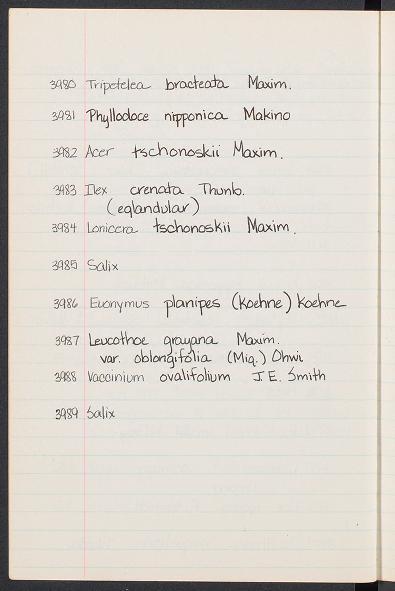 3980 Tripetelea bracteata Maxim.
3981 Phyllodoce nipponica Makino
3982 Acer tschonoskii Maxim.
3983 Ilex crenata Thunb.
(eglandular)
3984 Lonicera tschonoskii Maxim.
3985 Salix
3986 Euonymus planipes (Koehne) Koehne
3987 Leucothoe grayana Maxim.
var. oblongifolia (Miq.) Ohwi
3988 Vaccinium ovalifolium J.E. Smith
3989 Salix